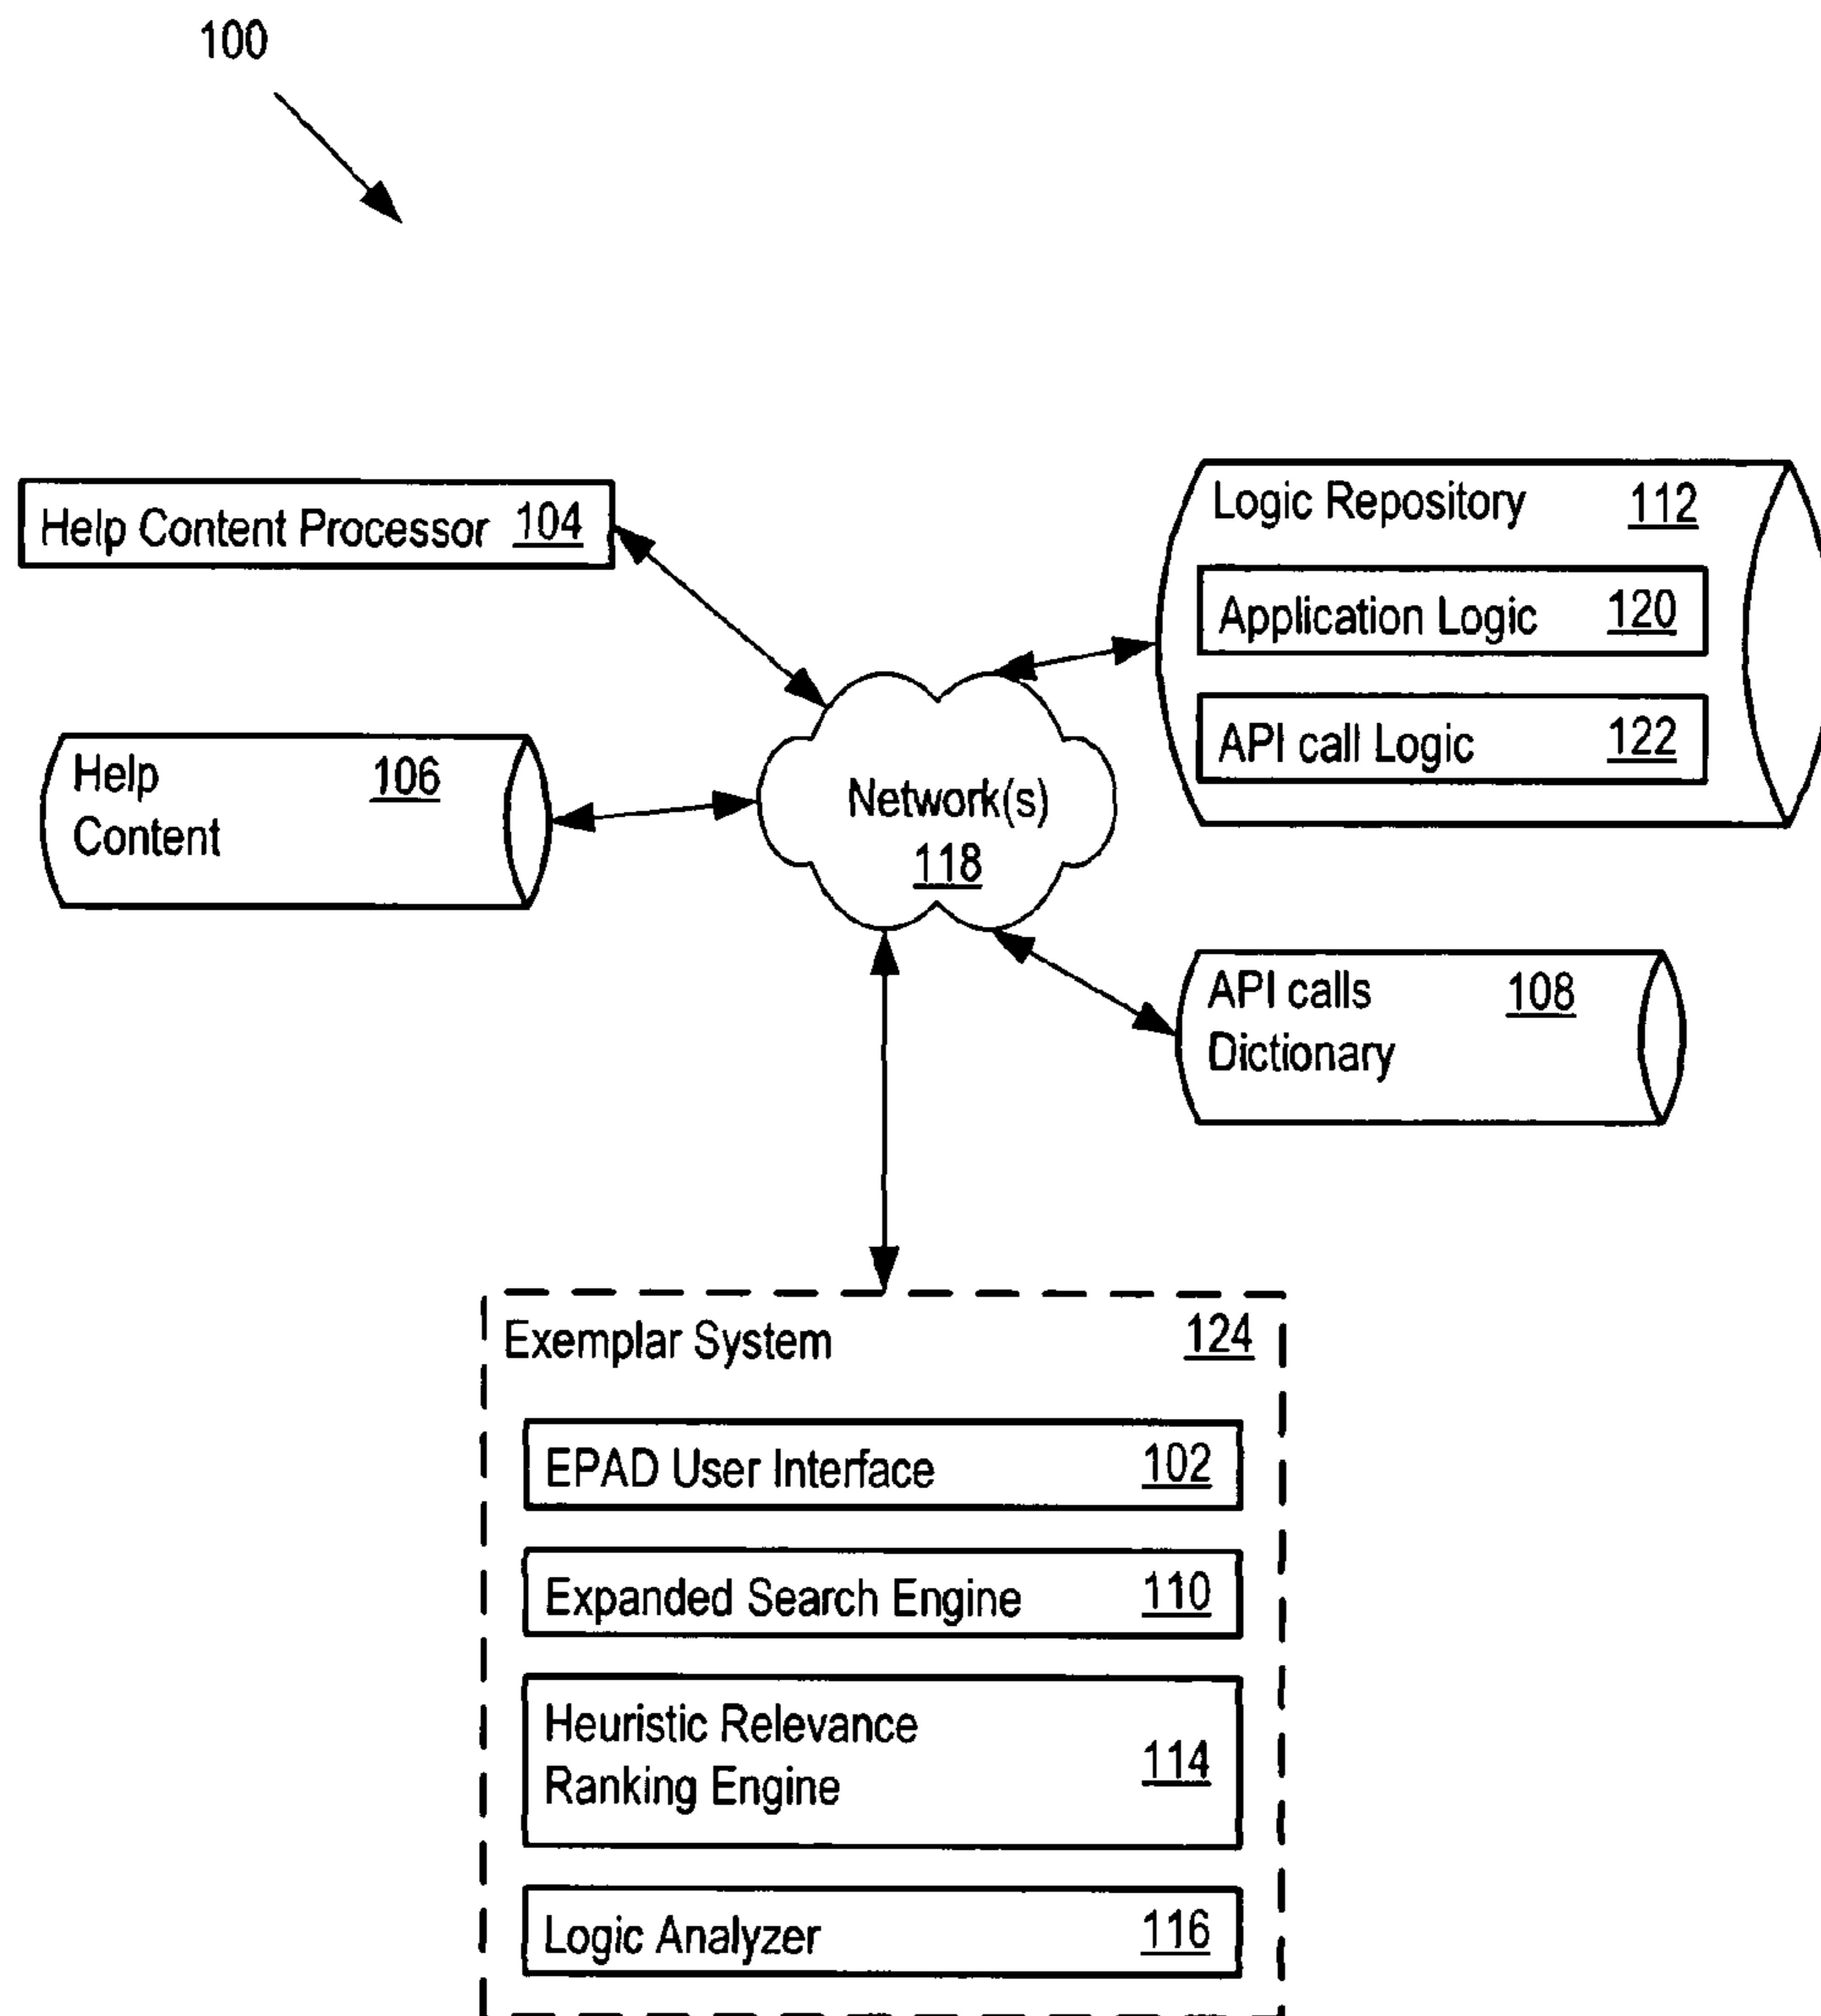 100
Help Content Processor 104
Logic Repository 112
Application Logic 120
API call Logic 122
Help 106
Content
Network(s)
118
API calls 108
Dictionary
Exemplar System 124
EPAD User Interface 102
Expanded Search Engine 110
Heuristic Relevance
Ranking Engine 114
Logic Analyzer 116